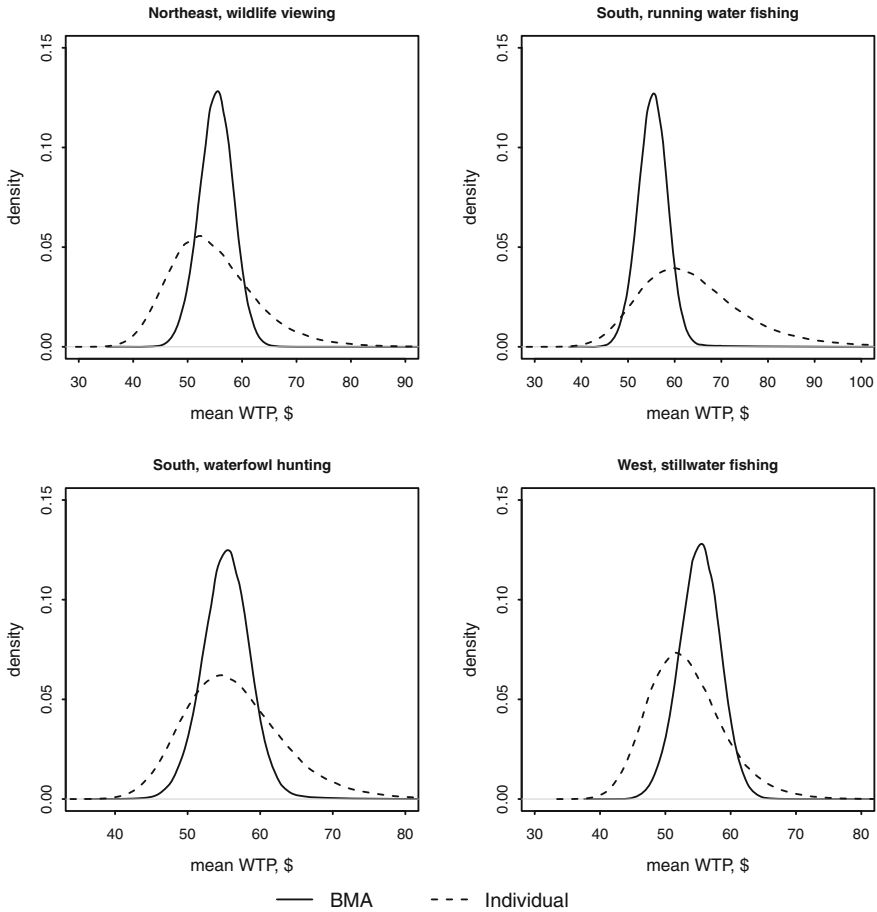 Northeast, wildlife viewing
density
0.15
0.10
0.05
0.00
30 40 50 60 70 80 90
mean WTP, $
South, running water fishing
density
0.15
0.10
0.05
0.00
30 40 50 60 70 80 90 100
mean WTP, $
South, waterfowl hunting
density
0.15
0.10
0.05
0.00
40 50 60 70 80
mean WTP, $
West, stillwater fishing
density
0.15
0.10
0.05
0.00
30 40 50 60 70 80
mean WTP, $
BMA Individual